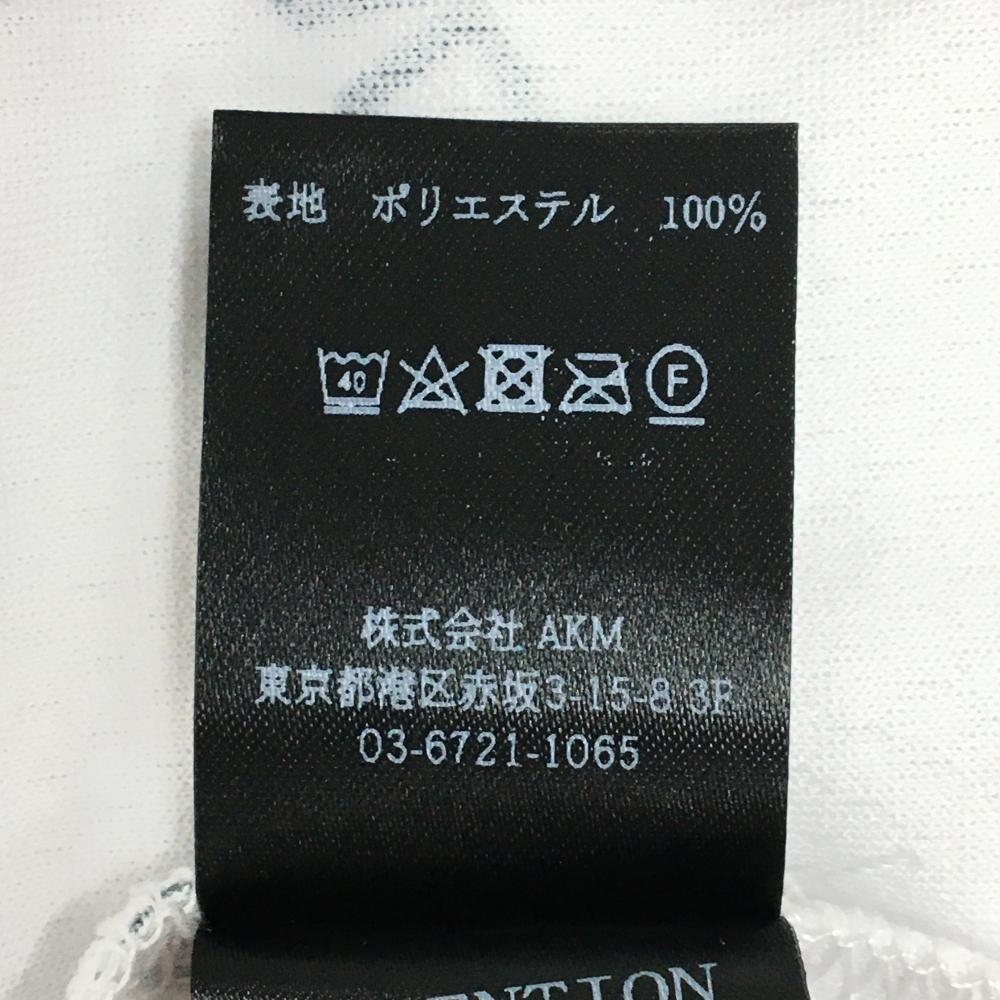 表地 ポリエステル 100%
40 F
株式会社 AKM
東京都港区赤坂3-15-8 3F
03-6721-1065